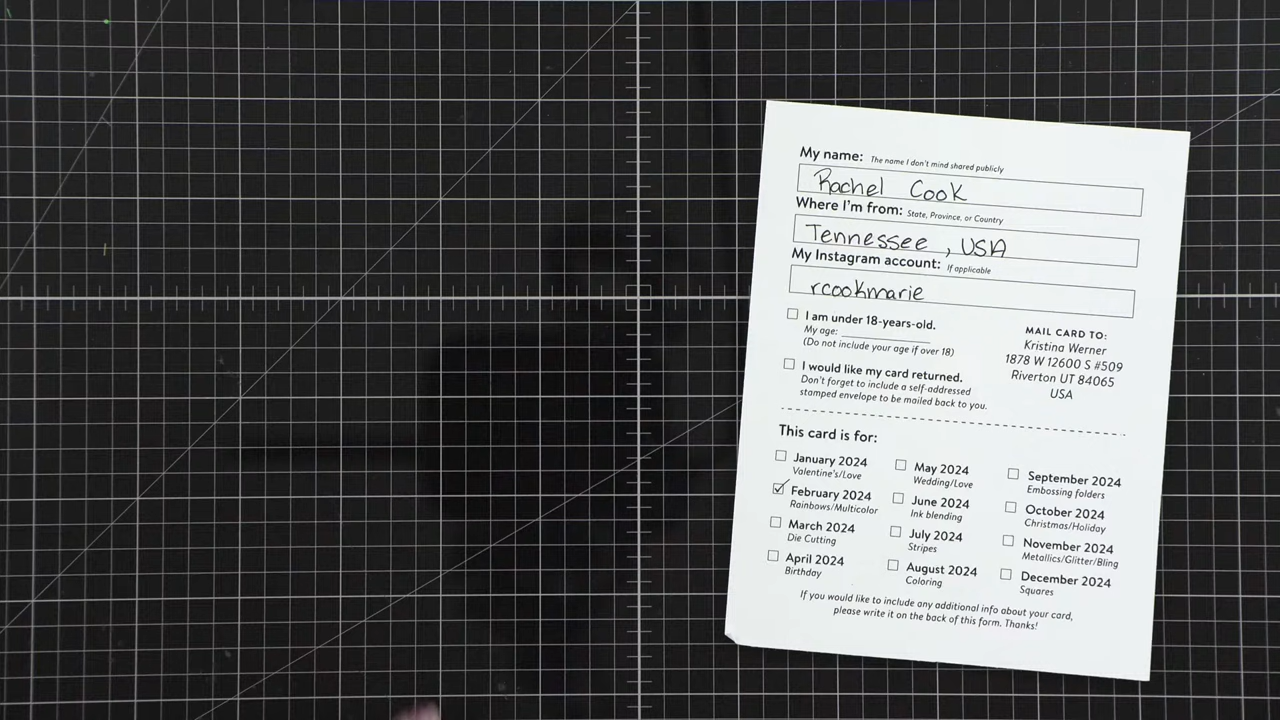 My name: The name I don't mind shared publicly
Rachel Cook
Where I'm from: State, Province, or Country
Tennessee, USA
My Instagram account: If applicable
rcookmarie
I am under 18-years-old.
My age:
(Do not include your age if over 18)
I would like my card returned.
Don't forget to include a self-addressed
stamped envelope to be mailed back to you.
MAIL CARD TO:
Kristina Werner
1878 W 12600 S #509
Riverton UT 84065
USA
This card is for:
January 2024
Valentine's/Love
February 2024
Rainbows/Multicolor
March 2024
Die Cutting
April 2024
Birthday
May 2024
Wedding/Love
June 2024
Ink blending
July 2024
Stripes
August 2024
Coloring
September 2024
Embossing folders
October 2024
Christmas/Holiday
November 2024
Metallics/Glitter/Bling
December 2024
Squares
If you would like to include any additional info about your card,
please write it on the back of this form. Thanks!